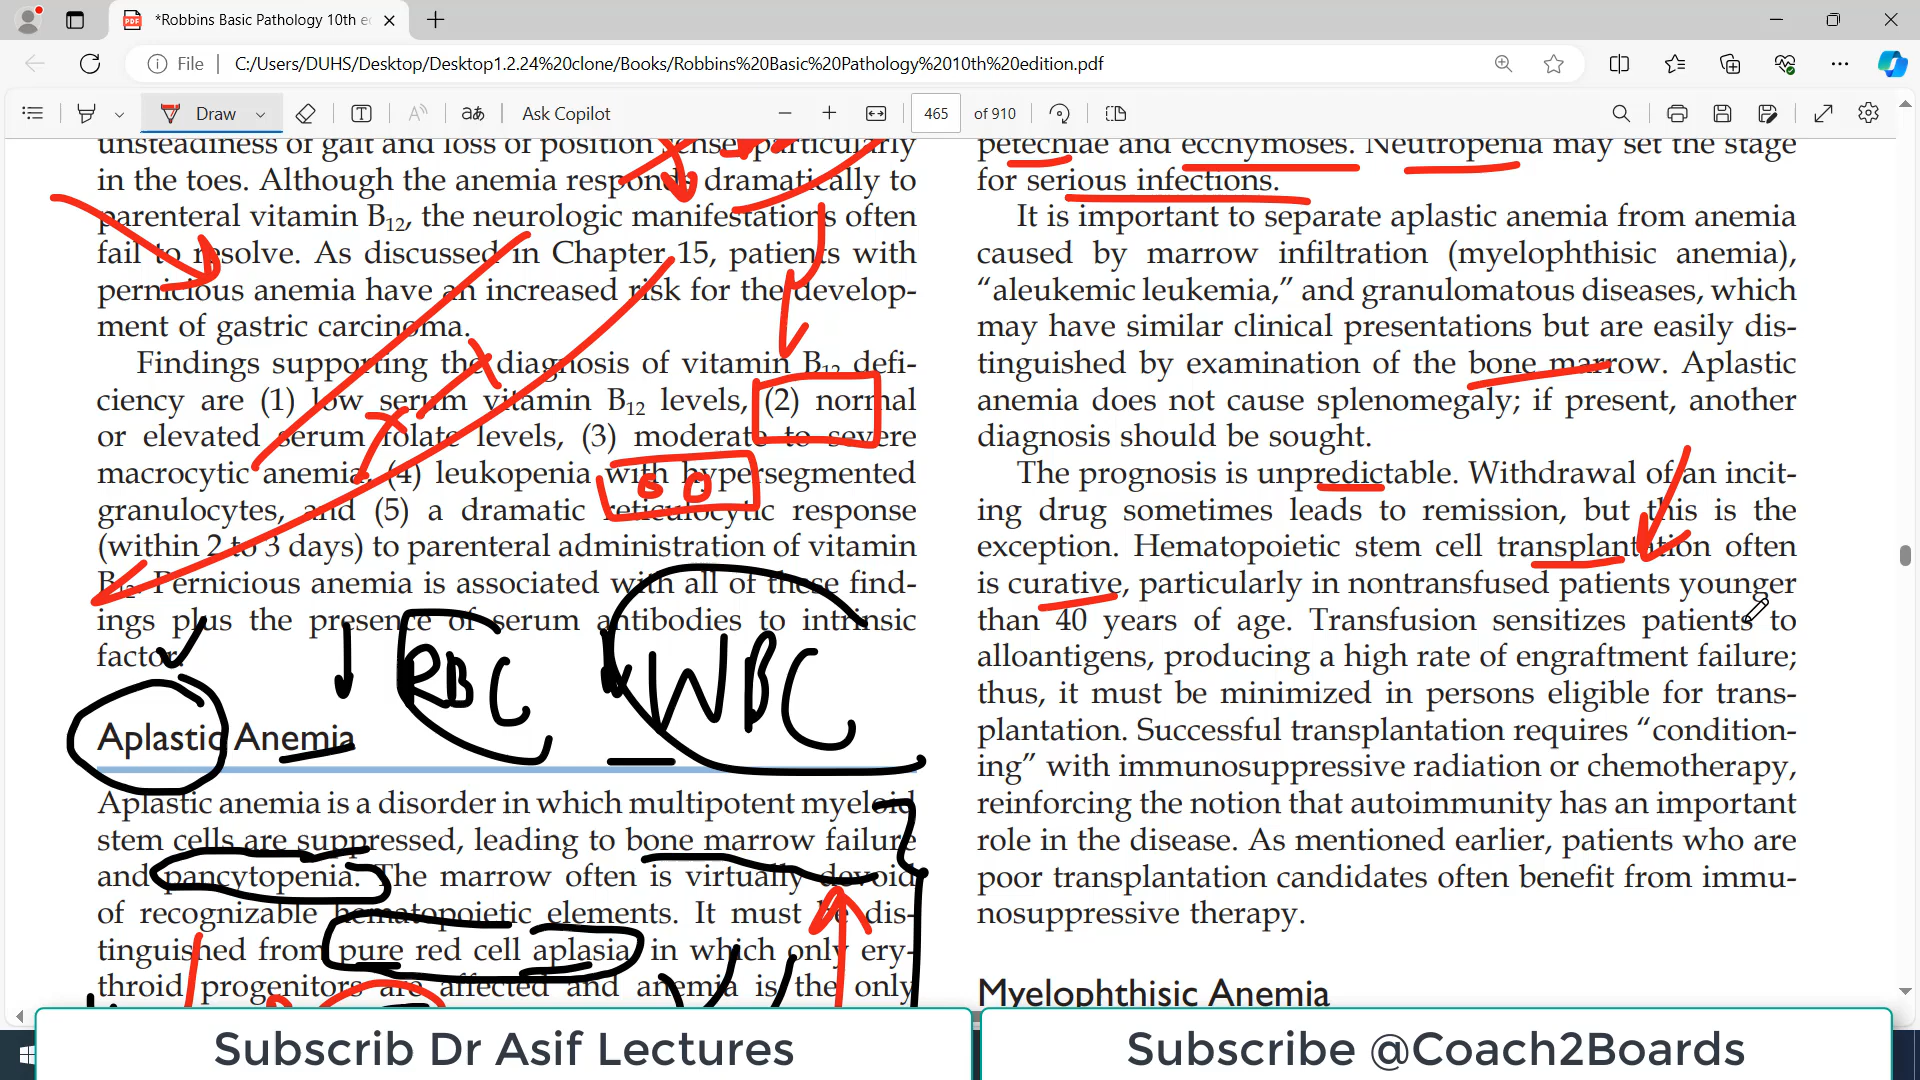 *Robbins Basic Pathology 10th e
File
C:/Users/DUHS/Desktop/Desktop1.2.24%20clone/Books/Robbins%20Basic%20Pathology%2010th%20edition.pdf
Draw
Ask Copilot
465 of 910
unsteadiness of gait and loss of position sense, particularly
in the toes. Although the anemia responds dramatically to
parenteral vitamin B12, the neurologic manifestations often
fail to resolve. As discussed in Chapter 15, patients with
pernicious anemia have an increased risk for the develop-
ment of gastric carcinoma.
Findings supporting the diagnosis of vitamin B12 defi-
ciency are (1) low serum vitamin B12 levels, (2) normal
or elevated serum folate levels, (3) moderate to severe
macrocytic anemia, (4) leukopenia with hypersegmented
granulocytes, and (5) a dramatic reticulocytic response
(within 2 to 3 days) to parenteral administration of vitamin
B12. Pernicious anemia is associated with all of these find-
ings plus the presence of serum antibodies to intrinsic
factor.
RBC WBC
Aplastic Anemia
Aplastic anemia is a disorder in which multipotent myeloid
stem cells are suppressed, leading to bone marrow failure
and pancytopenia. The marrow often is virtually devoid
of recognizable hematopoietic elements. It must be dis-
tinguished from pure red cell aplasia, in which only ery-
throid progenitors are affected and anemia is the only
petechiae and ecchymoses. Neutropenia may set the stage
for serious infections.
It is important to separate aplastic anemia from anemia
caused by marrow infiltration (myelophthisic anemia),
“aleukemic leukemia,” and granulomatous diseases, which
may have similar clinical presentations but are easily dis-
tinguished by examination of the bone marrow. Aplastic
anemia does not cause splenomegaly; if present, another
diagnosis should be sought.
The prognosis is unpredictable. Withdrawal of an incit-
ing drug sometimes leads to remission, but this is the
exception. Hematopoietic stem cell transplantation often
is curative, particularly in nontransfused patients younger
than 40 years of age. Transfusion sensitizes patients to
alloantigens, producing a high rate of engraftment failure;
thus, it must be minimized in persons eligible for trans-
plantation. Successful transplantation requires “condition-
ing” with immunosuppressive radiation or chemotherapy,
reinforcing the notion that autoimmunity has an important
role in the disease. As mentioned earlier, patients who are
poor transplantation candidates often benefit from immu-
nosuppressive therapy.
Myelophthisic Anemia
Subscrib Dr Asif Lectures
Subscribe @Coach2Boards